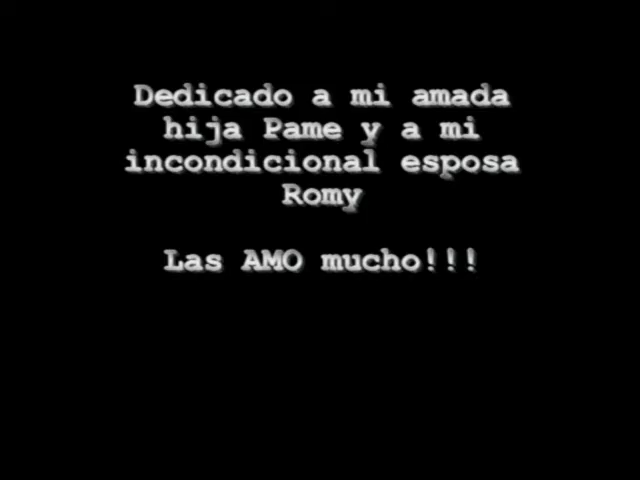 Dedicado a mi amada
hija Pame y a mi
incondicional esposa
Romy
Las AMO mucho!!!